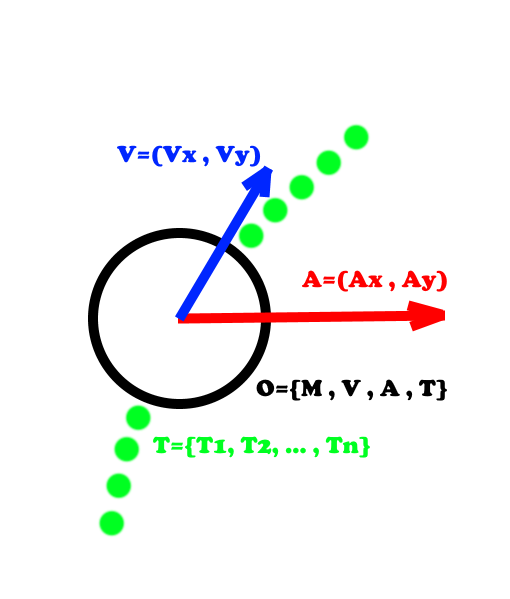 V=(Vx , Vy)
A=(Ax , Ay)
O={M , V , A , T}
T={T1, T2, ... , Tn}